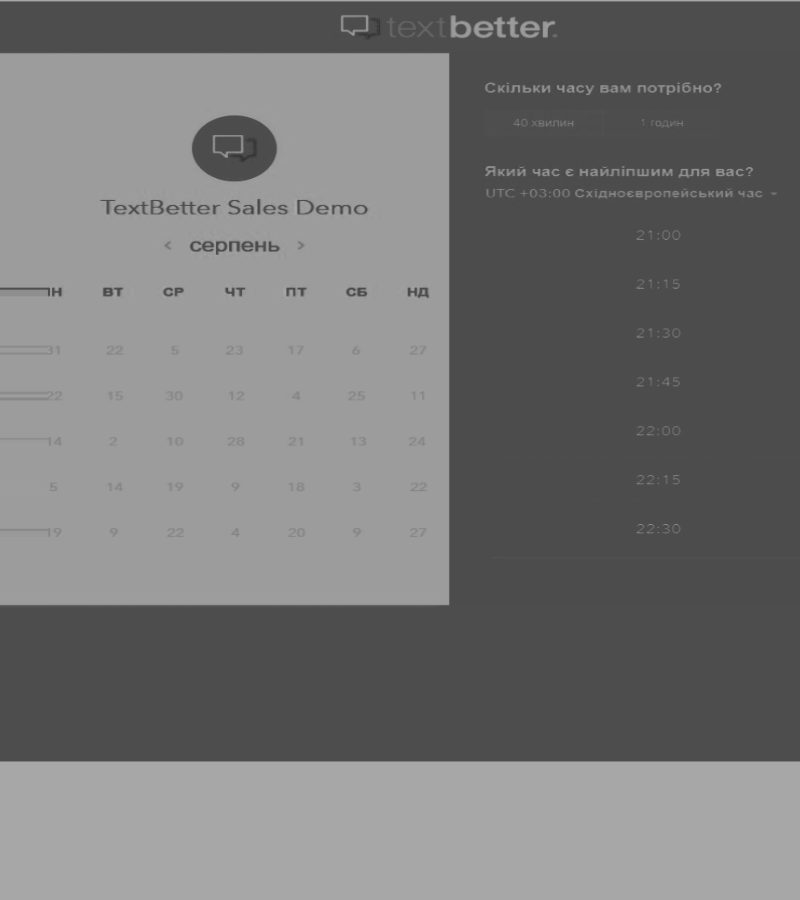 textbetter.
TextBetter Sales Demo
серпень
ВТ СР ЧТ ПТ СБ НД
22 5 23 17 6 27
15 30 12 4 25 11
14 2 10 28 21 13 24
5 14 19 9 18 3 22
19 9 22 4 20 9 27
Скільки часу вам потрібно?
40 хвилин 1 годин
Який час є найліпшим для вас?
UTC +03:00 Східноєвропейський час
21:00
21:15
21:30
21:45
22:00
22:15
22:30